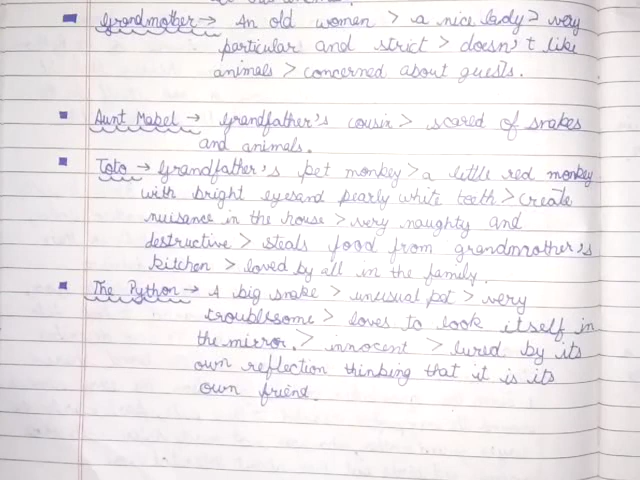 Grandmother → An old women > a nice lady > very
particular and strict > doesn't like
animals > concerned about guests.
Aunt Mabel → Grandfather's cousin > scared of snakes
and animals.
Toto → Grandfather's pet monkey > a little red monkey
with bright eyesand pearly white teeth > Create
nuisance in the house > very naughty and
destructive > steals food from grandmother's
kitchen > loved by all in the family.
The Python → A big snake > unusual pet > very
troublesome > loves to look itself in
the mirror. > innocent > lured by its
own reflection thinking that it is its
own friend.